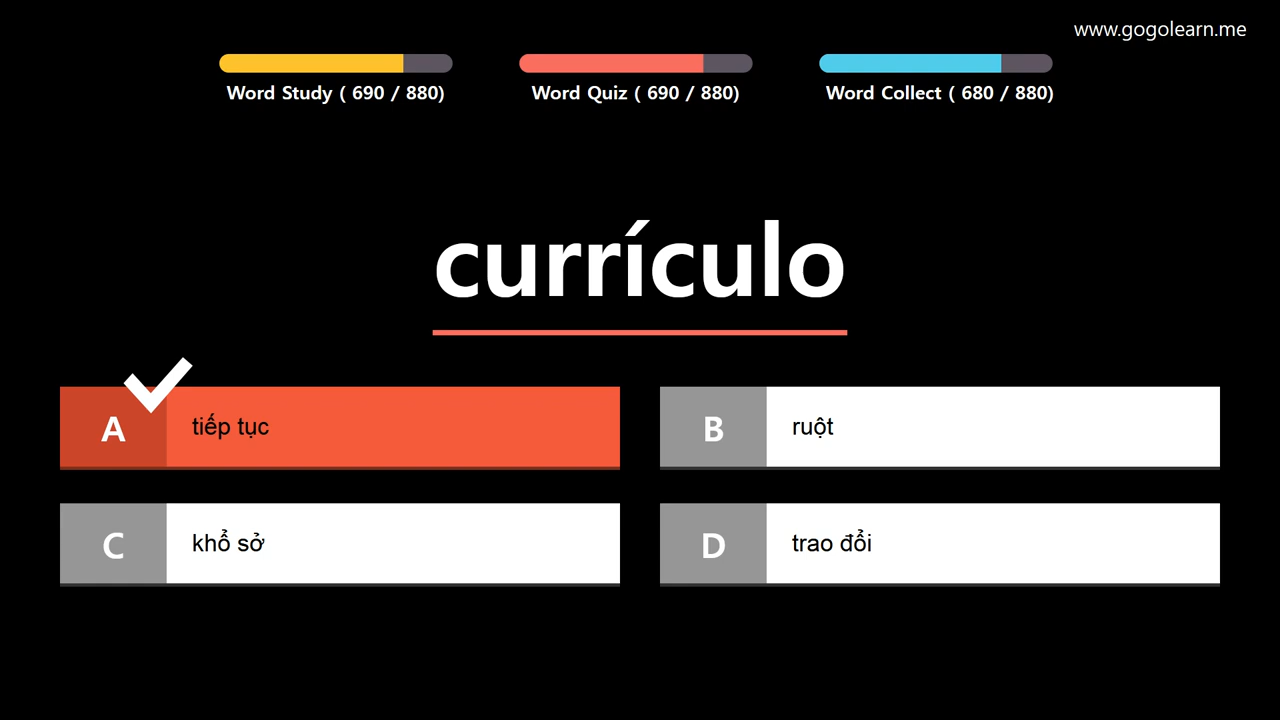 www.gogolearn.me
Word Study ( 690 / 880)
Word Quiz ( 690 / 880)
Word Collect ( 680 / 880)
currículo
A
tiếp tục
B
ruột
C
khổ sở
D
trao đổi